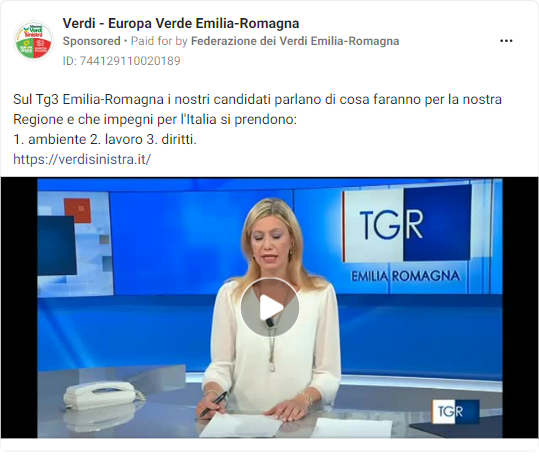 Verdi - Europa Verde Emilia-Romagna
Sponsored • Paid for by Federazione dei Verdi Emilia-Romagna
ID: 744129110020189
Sul Tg3 Emilia-Romagna i nostri candidati parlano di cosa faranno per la nostra
Regione e che impegni per l'Italia si prendono:
1. ambiente 2. lavoro 3. diritti.
https://verdisinistra.it/
TGR
EMILIA ROMAGNA
TGR